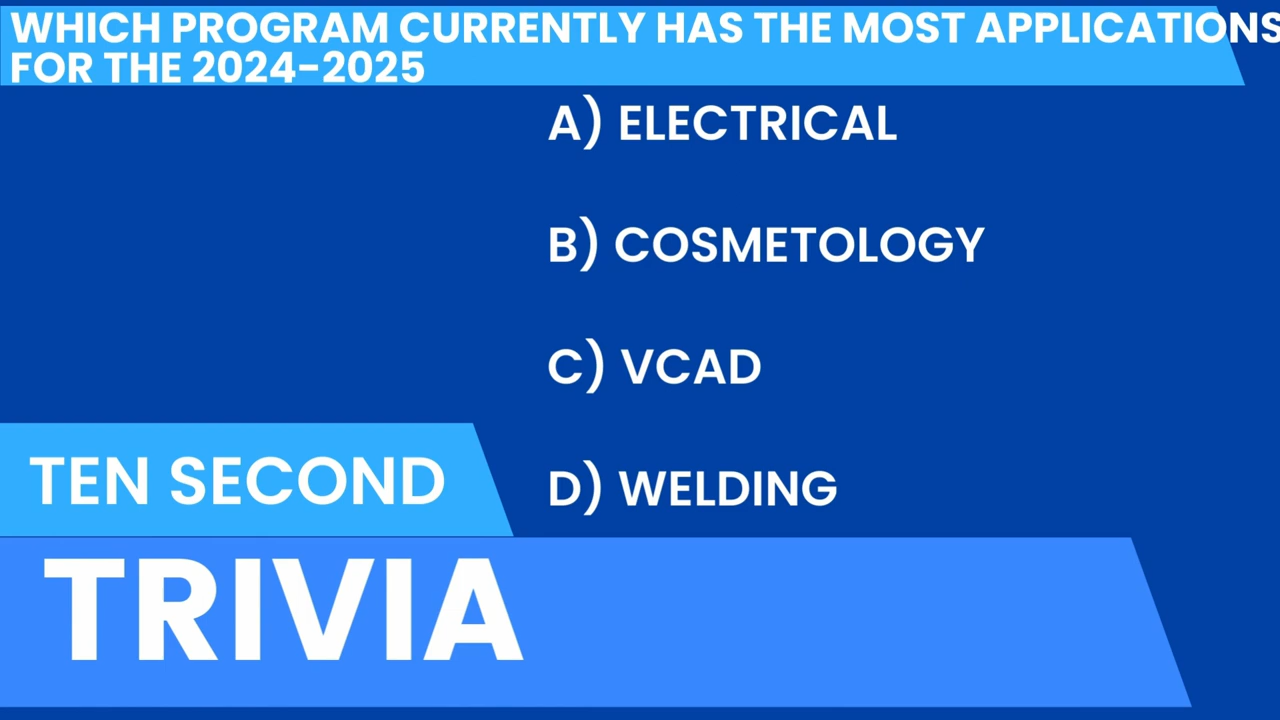 WHICH PROGRAM CURRENTLY HAS THE MOST APPLICATIONS
FOR THE 2024-2025
A) ELECTRICAL
B) COSMETOLOGY
C) VCAD
D) WELDING
TEN SECOND
TRIVIA